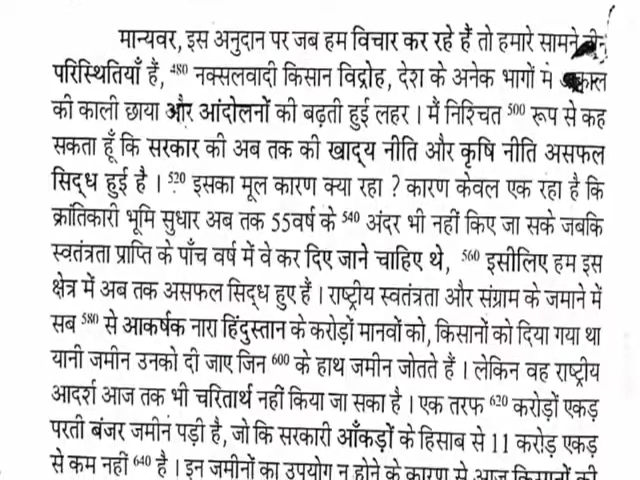 मान्यवर, इस अनुदान पर जब हम विचार कर रहे हैं तो हमारे सामने तीन
परिस्थितियाँ हैं, 480 नक्सलवादी किसान विद्रोह, देश के अनेक भागों में अकाल
की काली छाया और आंदोलनों की बढ़ती हुई लहर । मैं निश्चित 500 रूप से कह
सकता हूँ कि सरकार की अब तक की खाद्य नीति और कृषि नीति असफल
सिद्ध हुई है । 520 इसका मूल कारण क्या रहा ? कारण केवल एक रहा है कि
क्रांतिकारी भूमि सुधार अब तक 55वर्ष के 540 अंदर भी नहीं किए जा सके जबकि
स्वतंत्रता प्राप्ति के पाँच वर्ष में वे कर दिए जाने चाहिए थे, 560 इसीलिए हम इस
क्षेत्र में अब तक असफल सिद्ध हुए हैं । राष्ट्रीय स्वतंत्रता और संग्राम के जमाने में
सब 580 से आकर्षक नारा हिंदुस्तान के करोड़ों मानवों को, किसानों को दिया गया था
यानी जमीन उनको दी जाए जिन 600 के हाथ जमीन जोतते हैं । लेकिन वह राष्ट्रीय
आदर्श आज तक भी चरितार्थ नहीं किया जा सका है । एक तरफ 620 करोड़ों एकड़
परती बंजर जमीन पड़ी है, जो कि सरकारी आँकड़ों के हिसाब से 11 करोड़ एकड़
से कम नहीं 640 है । इन जमीनों का उपयोग न होने के कारण से आज किसानों की